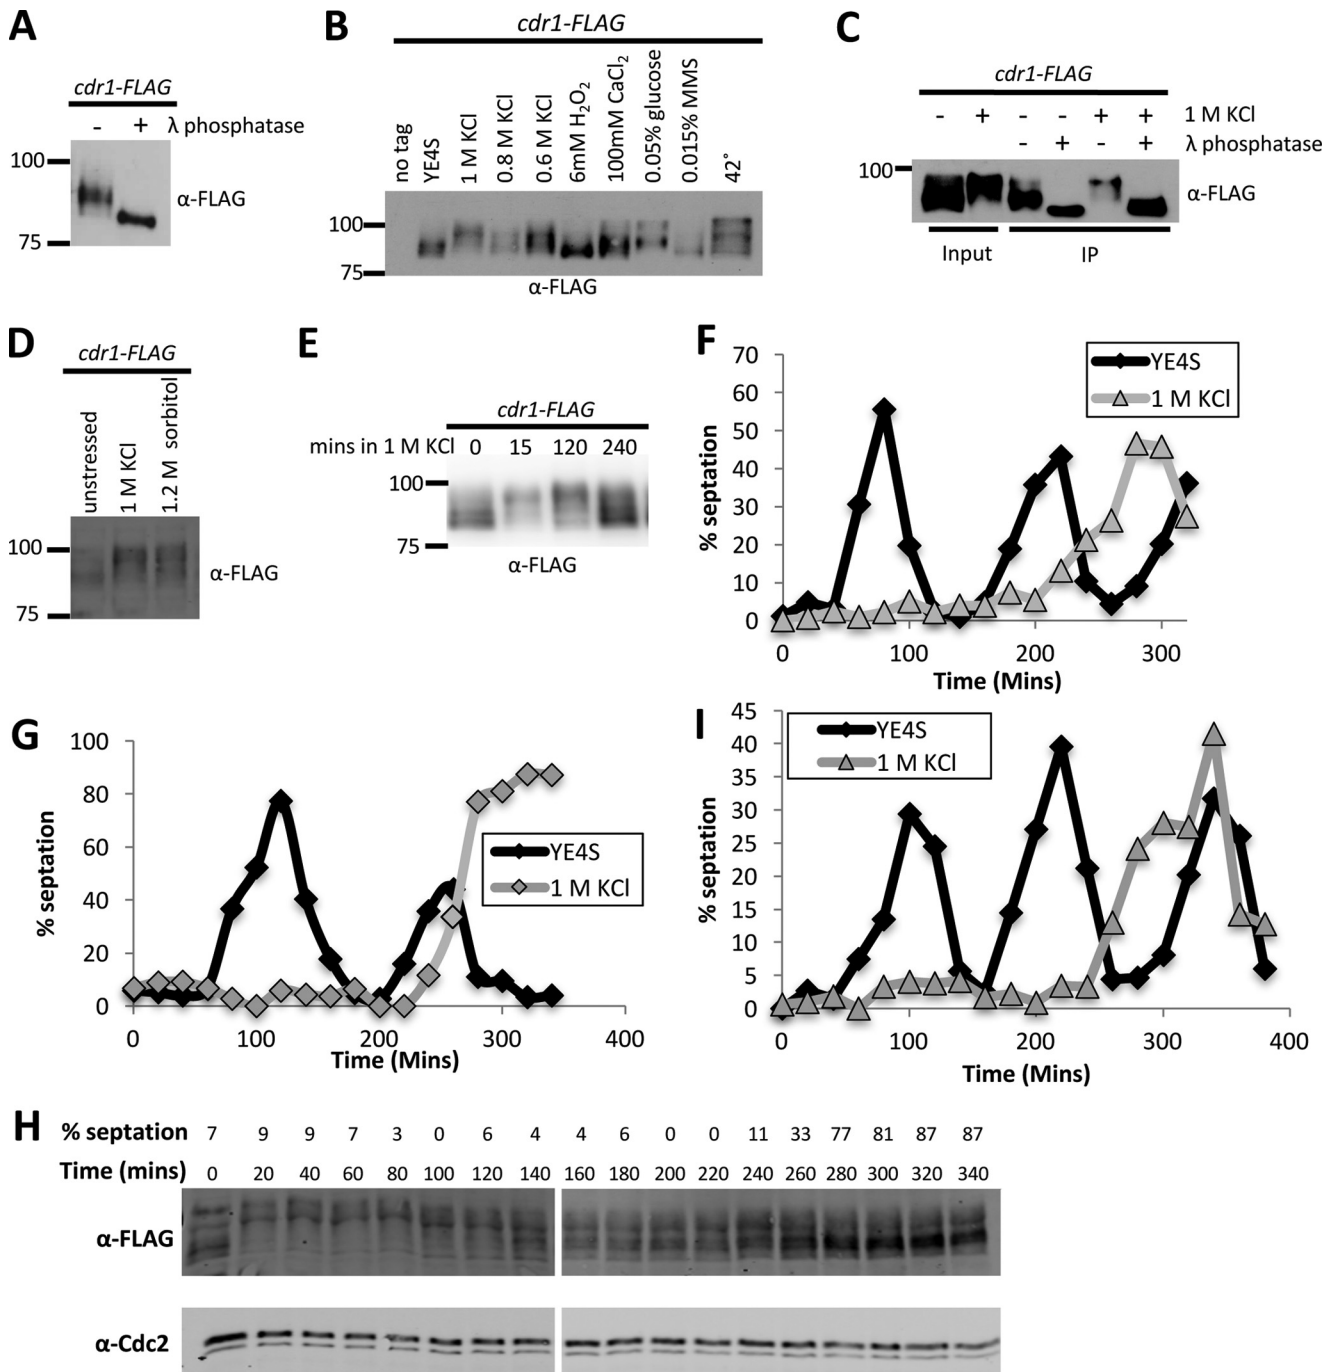 A
cdr1-FLAG
- + λ phosphatase
100
α-FLAG
75
B
cdr1-FLAG
no tag
YE4S
1 M KCl
0.8 M KCl
0.6 M KCl
6mM H2O2
100mM CaCl2
0.05% glucose
0.015% MMS
42°
100
75
α-FLAG
C
cdr1-FLAG
- + - - + + 1 M KCl
- + - + λ phosphatase
100
α-FLAG
Input IP
D
cdr1-FLAG
unstressed
1 M KCl
1.2 M sorbitol
100
α-FLAG
75
E
cdr1-FLAG
mins in 1 M KCl 0 15 120 240
100
75
α-FLAG
F
% septation
70
60
50
40
30
20
10
0
0 100 200 300
Time (Mins)
YE4S
1 M KCl
G
% septation
100
80
60
40
20
0
0 100 200 300 400
Time (Mins)
YE4S
1 M KCl
I
% septation
45
40
35
30
25
20
15
10
5
0
0 100 200 300 400
Time (Mins)
YE4S
1 M KCl
H
% septation 7 9 9 7 3 0 6 4 4 6 0 0 11 33 77 81 87 87
Time (mins) 0 20 40 60 80 100 120 140 160 180 200 220 240 260 280 300 320 340
α-FLAG
α-Cdc2